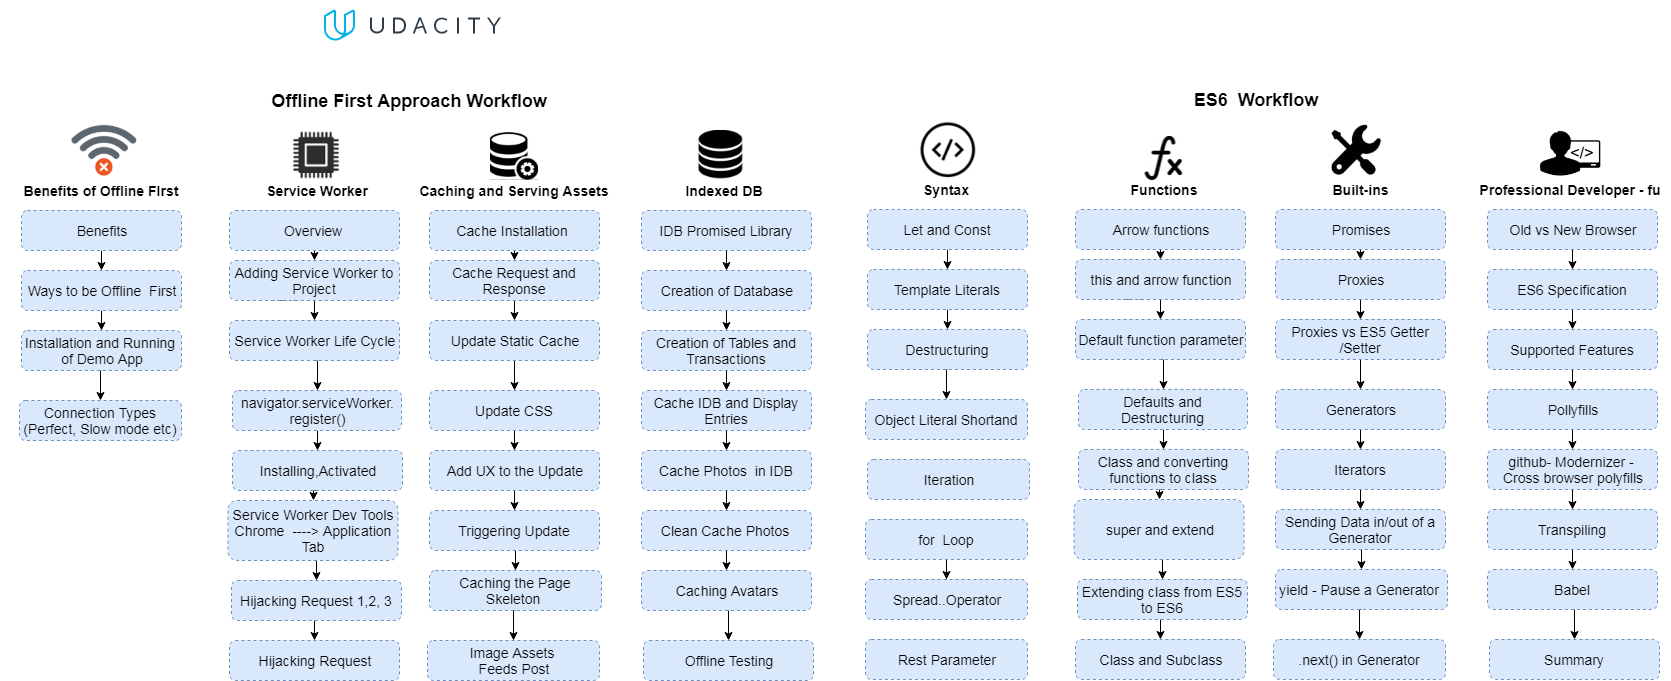 UDACITY
Offline First Approach Workflow
Benefits of Offline FIrst
Benefits
Ways to be Offline First
Installation and Running
of Demo App
Connection Types
(Perfect, Slow mode etc)
Service Worker
Overview
Adding Service Worker to
Project
Service Worker Life Cycle
navigator.serviceWorker.
register()
Installing,Activated
Service Worker Dev Tools
Chrome ----> Application
Tab
Hijacking Request 1,2, 3
Hijacking Request
Caching and Serving Assets
Cache Installation
Cache Request and
Response
Update Static Cache
Update CSS
Add UX to the Update
Triggering Update
Caching the Page
Skeleton
Image Assets
Feeds Post
Indexed DB
IDB Promised Library
Creation of Database
Creation of Tables and
Transactions
Cache IDB and Display
Entries
Cache Photos in IDB
Clean Cache Photos
Caching Avatars
Offline Testing
ES6 Workflow
</>
Syntax
Let and Const
Template Literals
Destructuring
Object Literal Shortand
Iteration
for Loop
Spread..Operator
Rest Parameter
fx
Functions
Arrow functions
this and arrow function
Default function parameter
Defaults and
Destructuring
Class and converting
functions to class
super and extend
Extending class from ES5
to ES6
Class and Subclass
Built-ins
Promises
Proxies
Proxies vs ES5 Getter
/Setter
Generators
Iterators
Sending Data in/out of a
Generator
yield - Pause a Generator
.next() in Generator
</>
Professional Developer - fu
Old vs New Browser
ES6 Specification
Supported Features
Pollyfills
github- Modernizer -
Cross browser polyfills
Transpiling
Babel
Summary